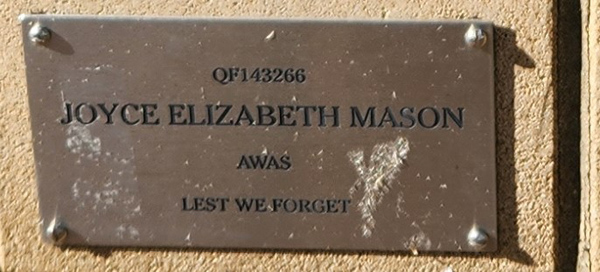 QF143266
JOYCE ELIZABETH MASON
AWAS
LEST WE FORGET